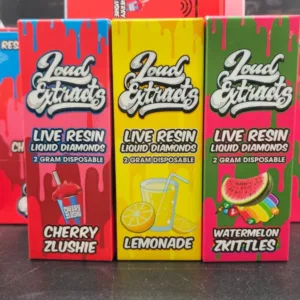 Loud
Extracts
LIVE RESIN
LIQUID DIAMONDS
2 GRAM DISPOSABLE
CHERRY
ZLUSHIE
Loud
Extracts
LIVE RESIN
LIQUID DIAMONDS
2 GRAM DISPOSABLE
LEMONADE
Loud
Extracts
LIVE RESIN
LIQUID DIAMONDS
2 GRAM DISPOSABLE
WATERMELON
ZKITTLES